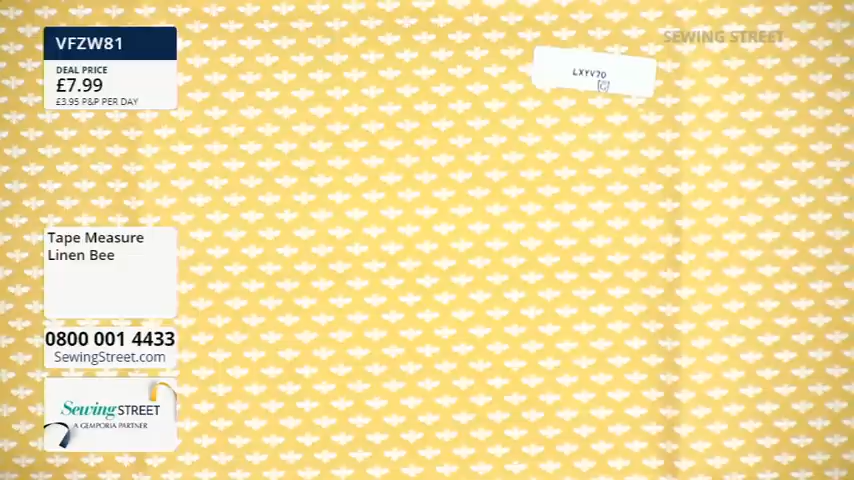 VFZW81
DEAL PRICE
£7.99
£3.95 P&P PER DAY
SEWING STREET
LXYV70
G
Tape Measure
Linen Bee
0800 001 4433
SewingStreet.com
Sewing STREET
A GEMPORIA PARTNER